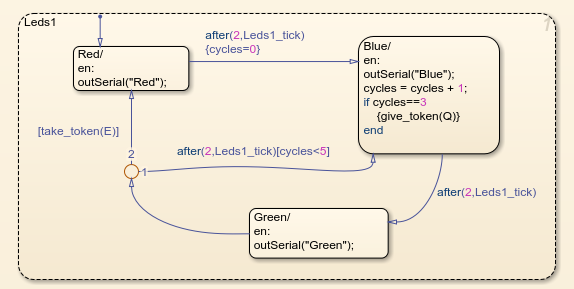 Leds1
1
after(2,Leds1_tick)
{cycles=0}
Red/
en:
outSerial("Red");
Blue/
en:
outSerial("Blue");
cycles = cycles + 1;
if cycles==3
{give_token(Q)}
end
[take_token(E)]
2
1
after(2,Leds1_tick)[cycles<5]
after(2,Leds1_tick)
Green/
en:
outSerial("Green");